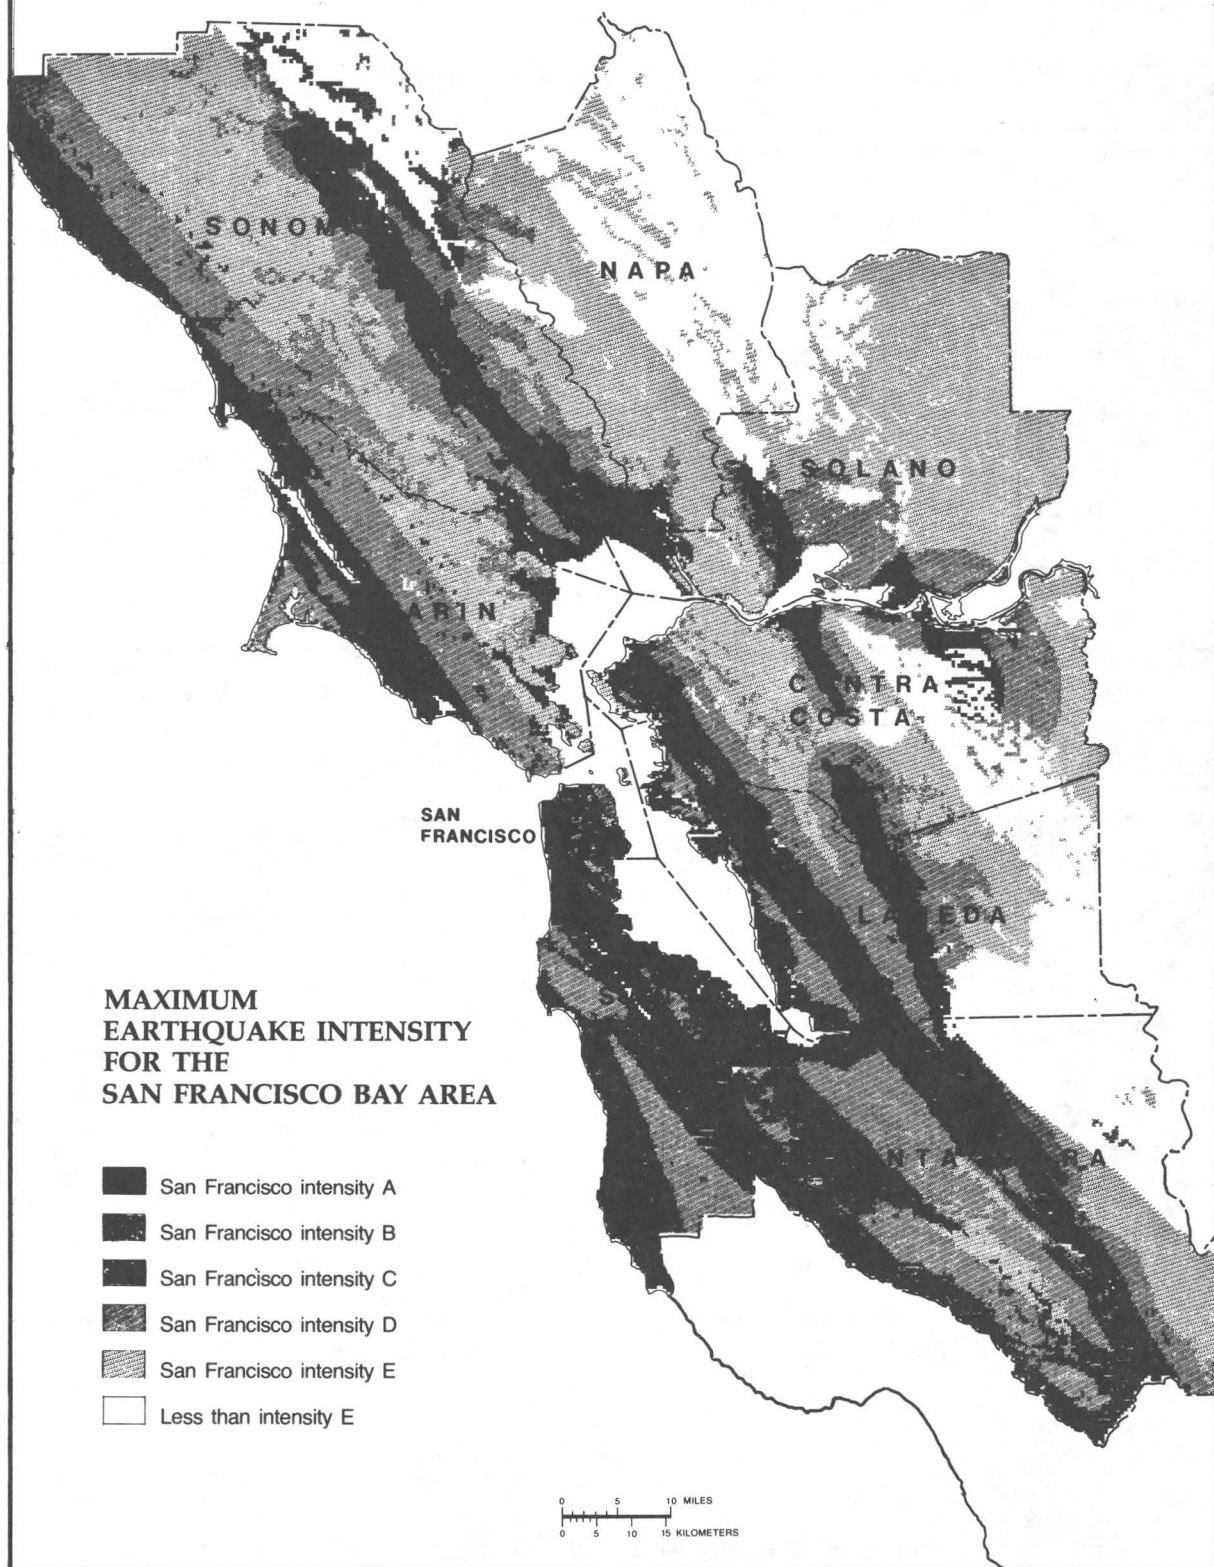 SONOM
NAPA
SOLANO
ARIN
C NTRA
COSTA
SAN
FRANCISCO
ALAMEDA
MAXIMUM
EARTHQUAKE INTENSITY
FOR THE
SAN FRANCISCO BAY AREA
S
NTA RA
San Francisco intensity A
San Francisco intensity B
San Francisco intensity C
San Francisco intensity D
San Francisco intensity E
Less than intensity E
0 5 10 MILES
0 5 10 15 KILOMETERS